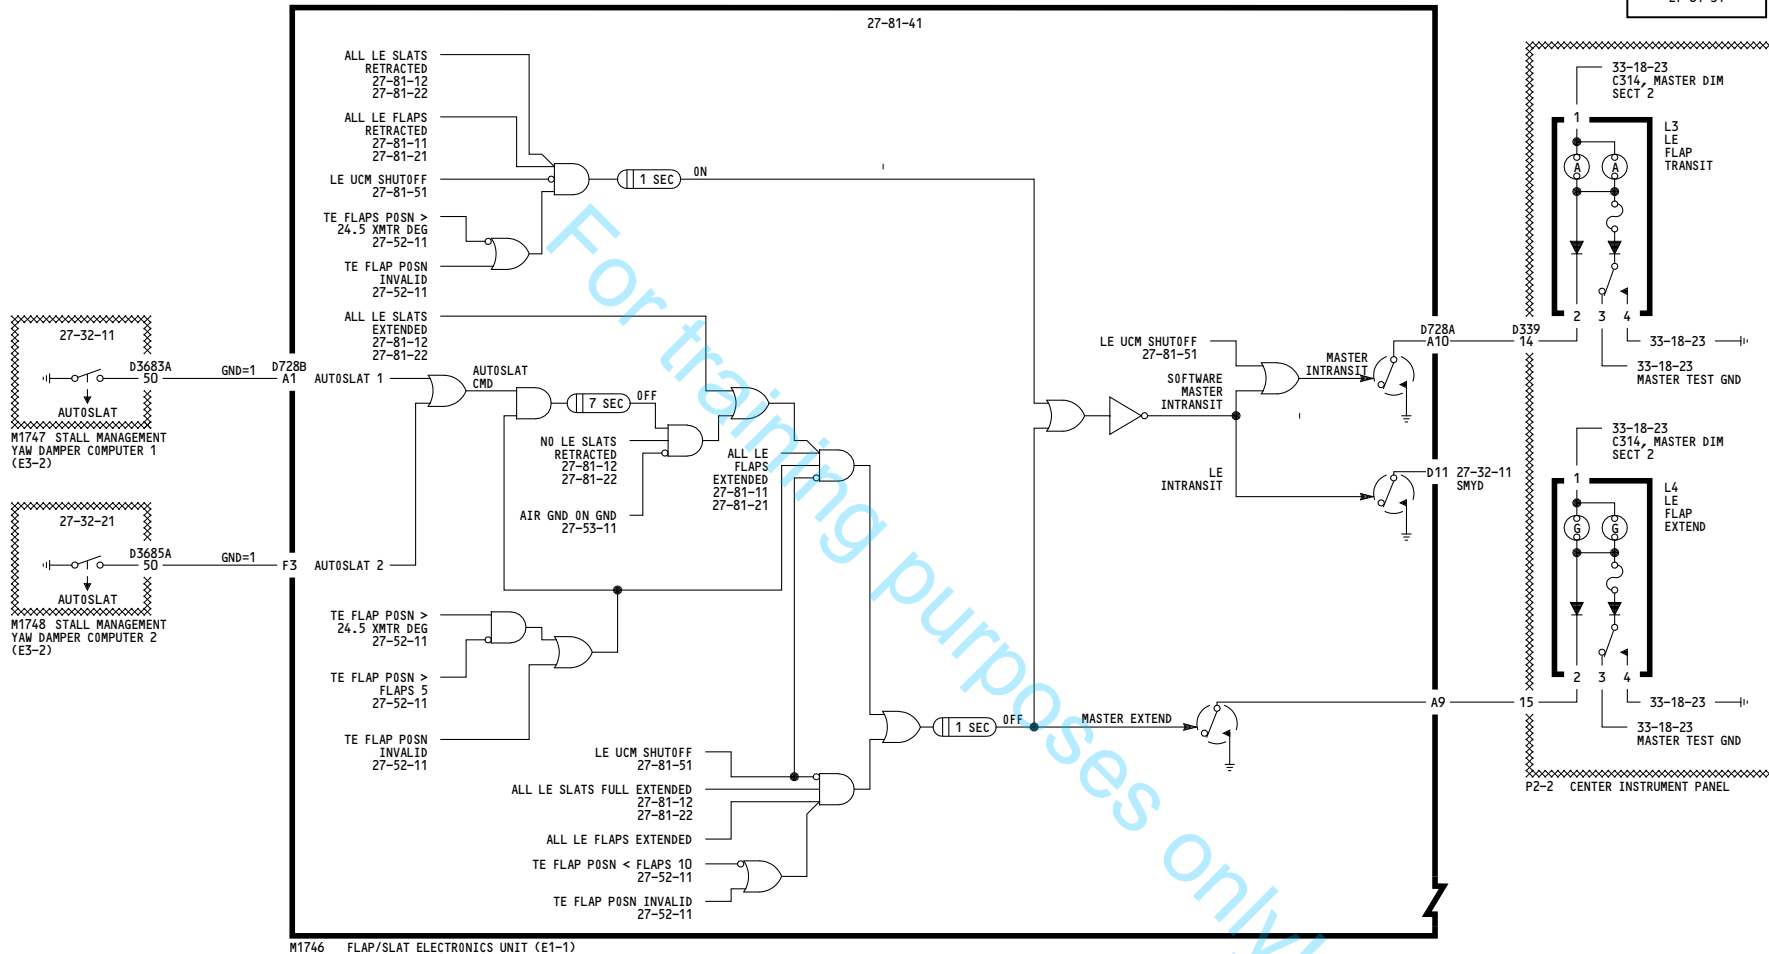 27-81-41
ALL LE SLATS
RETRACTED
27-81-12
27-81-22
ALL LE FLAPS
RETRACTED
27-81-11
27-81-21
LE UCM SHUTOFF
27-81-51
TE FLAPS POSN >
24.5 XMTR DEG
27-52-11
TE FLAP POSN
INVALID
27-52-11
1 SEC
ON
ALL LE SLATS
EXTENDED
27-81-12
27-81-22
27-32-11
D3683A
50
AUTOSLAT
M1747 STALL MANAGEMENT
YAW DAMPER COMPUTER 1
(E3-2)
GND=1
D728B
A1
AUTOSLAT 1
AUTOSLAT
CMD
7 SEC
OFF
NO LE SLATS
RETRACTED
27-81-12
27-81-22
AIR GND ON GND
27-53-11
ALL LE
FLAPS
EXTENDED
27-81-11
27-81-21
27-32-21
D3685A
50
AUTOSLAT
M1748 STALL MANAGEMENT
YAW DAMPER COMPUTER 2
(E3-2)
GND=1
F3
AUTOSLAT 2
TE FLAP POSN >
24.5 XMTR DEG
27-52-11
TE FLAP POSN >
FLAPS 5
27-52-11
TE FLAP POSN
INVALID
27-52-11
LE UCM SHUTOFF
27-81-51
ALL LE SLATS FULL EXTENDED
27-81-12
27-81-22
ALL LE FLAPS EXTENDED
TE FLAP POSN < FLAPS 10
27-52-11
TE FLAP POSN INVALID
27-52-11
1 SEC
OFF
MASTER EXTEND
LE UCM SHUTOFF
27-81-51
SOFTWARE
MASTER
INTRANSIT
MASTER
INTRANSIT
LE
INTRANSIT
D728A
A10
D339
14
D11 27-32-11
SMYD
A9
15
33-18-23
C314, MASTER DIM
SECT 2
1
L3
LE
FLAP
TRANSIT
A A
2 3 4
33-18-23
33-18-23
MASTER TEST GND
33-18-23
C314, MASTER DIM
SECT 2
1
L4
LE
FLAP
EXTEND
G G
2 3 4
33-18-23
33-18-23
MASTER TEST GND
P2-2 CENTER INSTRUMENT PANEL
M1746 FLAP/SLAT ELECTRONICS UNIT (E1-1)
For training purposes only!